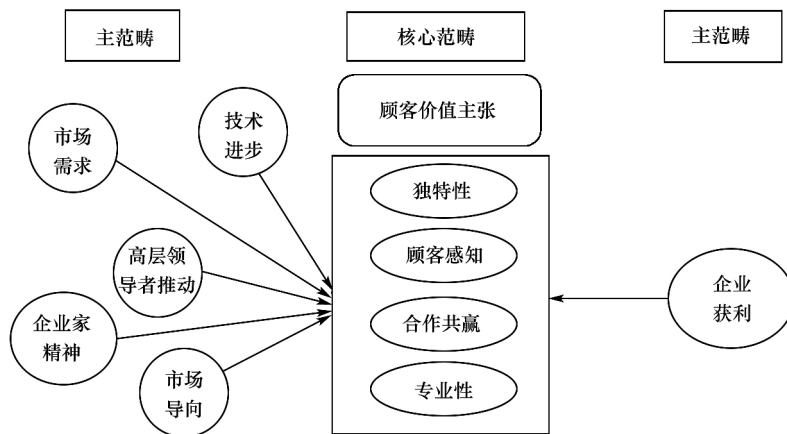 主范畴
核心范畴
主范畴
顾客价值主张
技术
进步
市场
需求
独特性
顾客感知
高层领
导者推动
企业
获利
企业家
精神
合作共赢
市场
导向
专业性